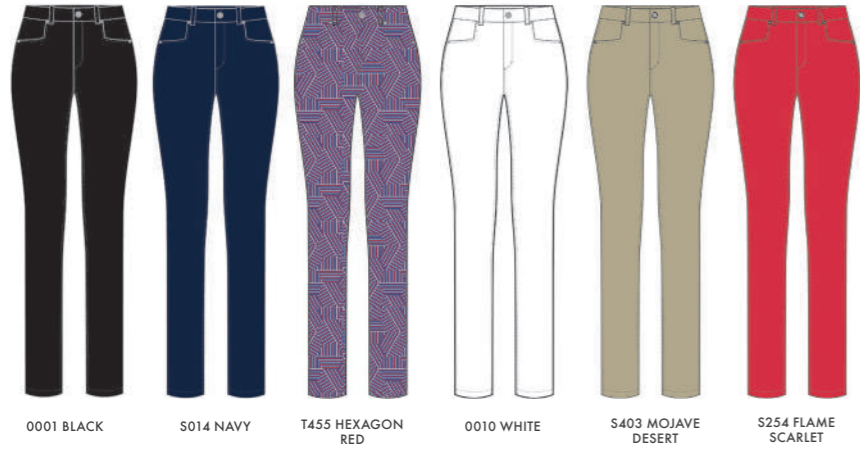 0001 BLACK
S014 NAVY
T455 HEXAGON
RED
0010 WHITE
S403 MOJAVE
DESERT
S254 FLAME
SCARLET